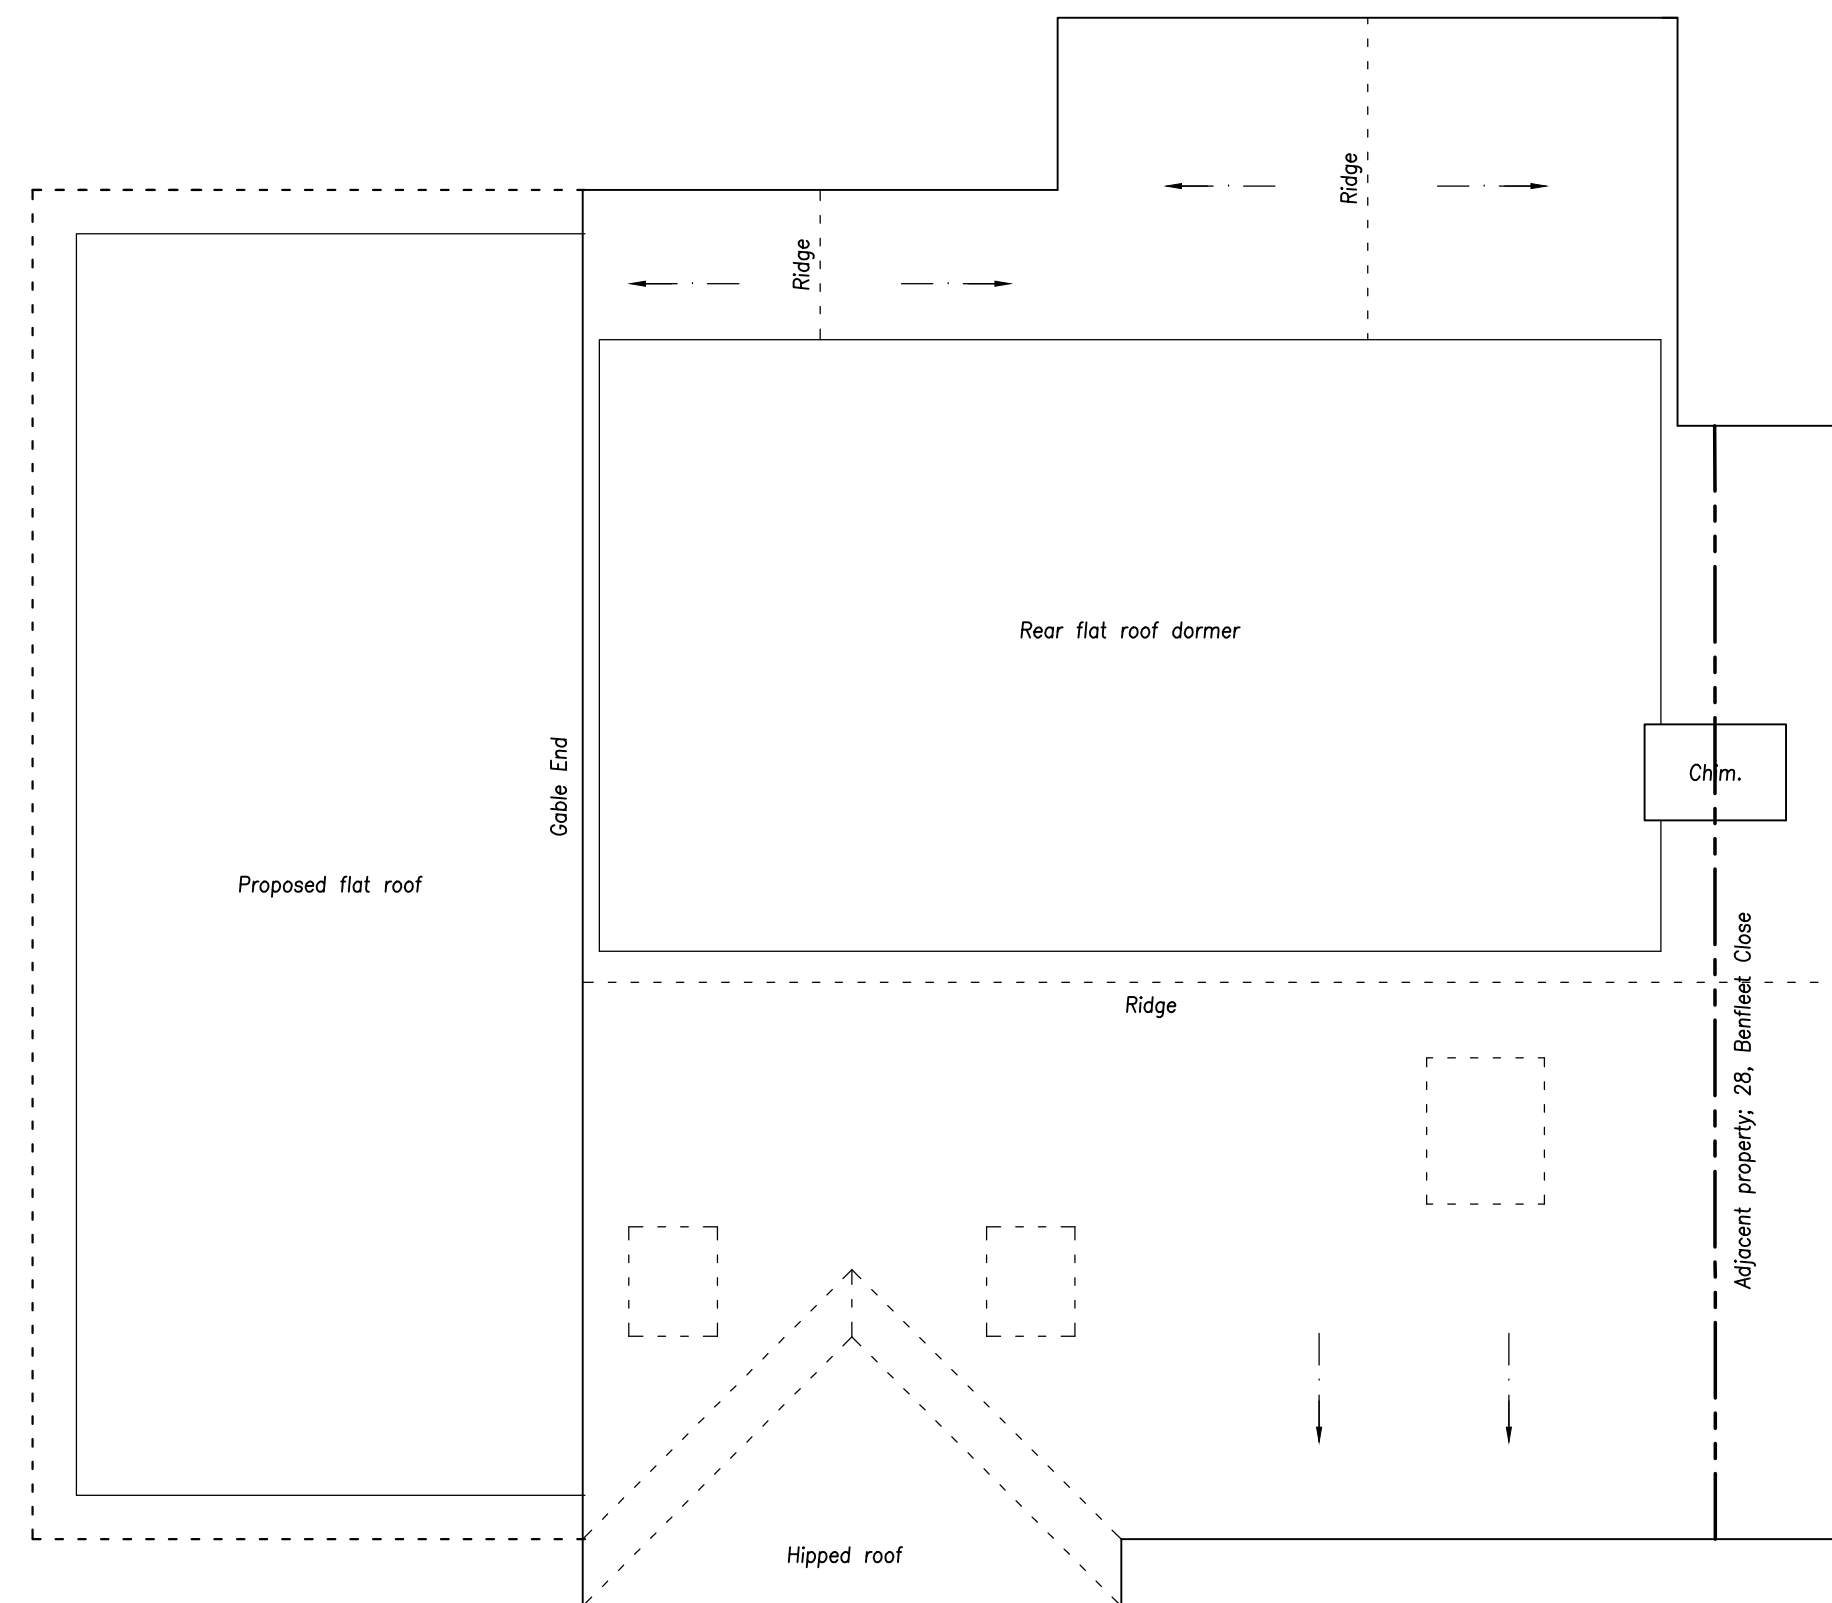 Ridge
Ridge
Rear flat roof dormer
Gable End
Chim.
Proposed flat roof
Adjacent property; 28, Benfleet Close
Ridge
Hipped roof